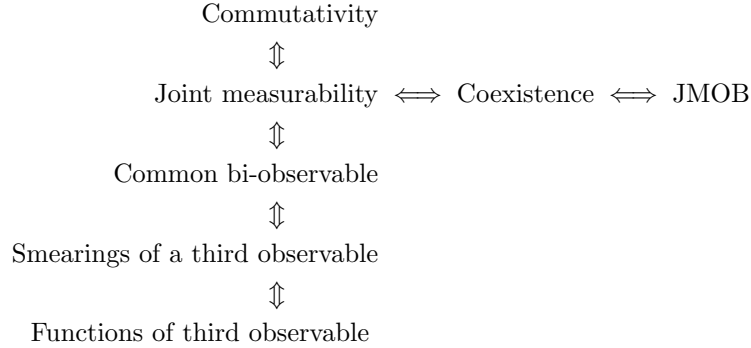 Commutativity
⇕
Joint measurability ⟺ Coexistence ⟺ JMOB
⇕
Common bi-observable
⇕
Smearings of a third observable
⇕
Functions of third observable